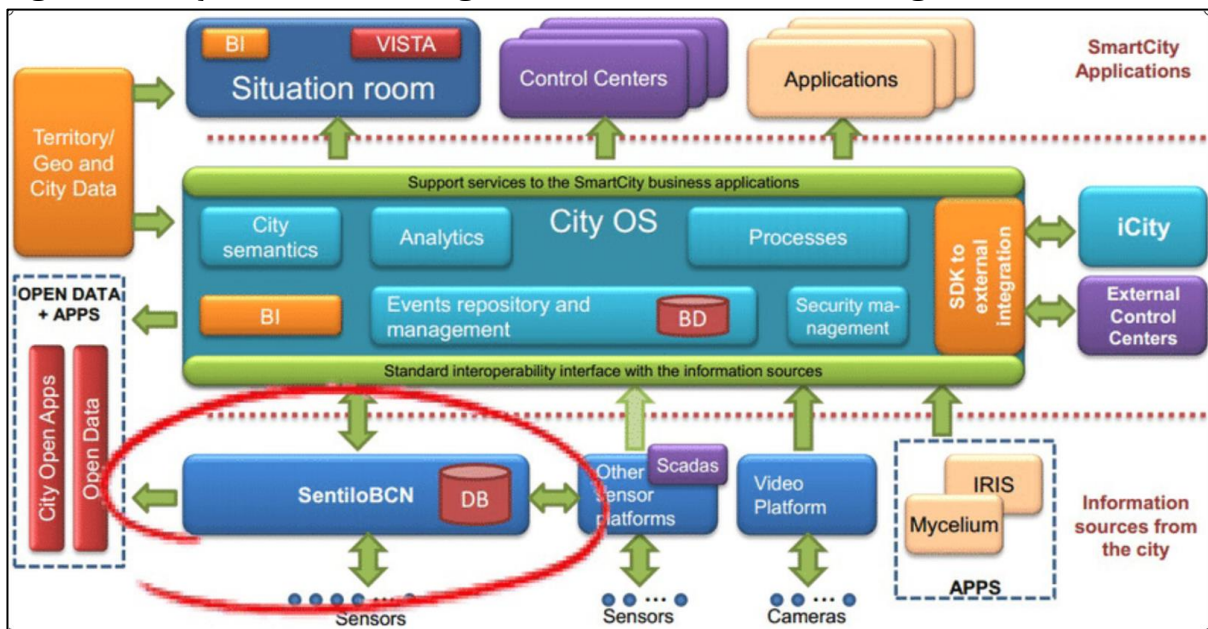 BI
VISTA
Situation room
Control Centers
Applications
SmartCity
Applications
Territory/
Geo and
City Data
Support services to the SmartCity business applications
City OS
City
semantics
Analytics
Processes
SDK to
external
integration
iCity
OPEN DATA
+ APPS
BI
Events repository and
management
BD
Security ma-
nagement
External
Control
Centers
Standard interoperability interface with the information sources
City Open Apps
Open Data
SentiloBCN
DB
Other
sensor
platforms
Scadas
Video
Platform
IRIS
Mycelium
APPS
Information
sources from
the city
Sensors
Sensors
Cameras